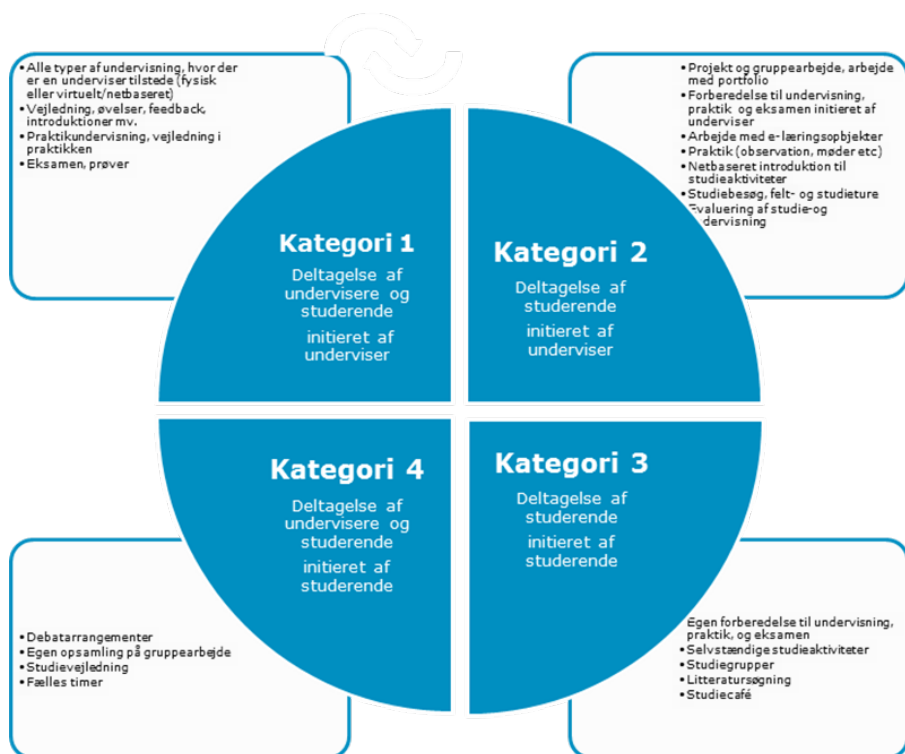 • Alle typer af undervisning, hvor der
er en underviser tilstede (fysisk
eller virtuelt/netbaseret)
• Vejledning, øvelser, feedback,
introduktioner mv.
• Praktikundervisning, vejledning i
praktikken
• Eksamen, prøver
• Projekt og gruppearbejde, arbejde
med portfolio
• Forberedelse til undervisning,
praktik og eksamen initieret af
underviser
• Arbejde med e-læringsopbjekter
• Praktik (observation, møder etc)
• Netbaseret introduktion til
studieaktiviteter
• Studiebesøg, felt- og studieture
Evaluering af studie-og
dervisning
Kategori 1
Deltagelse af
undervisere og
studerende
initieret af
underviser
Kategori 2
Deltagelse af
studerende
initieret af
underviser
Kategori 4
Deltagelse af
undervisere og
studerende
initieret af
studerende
Kategori 3
Deltagelse af
studerende
initieret af
studerende
• Debatarrangementer
• Egen opsamling på gruppearbejde
• Studievejledning
• Fælles timer
Egen forberedelse til undervisning,
praktik, og eksamen
• Selvstændige studieaktiviteter
• Studiegrupper
• Litteratursøgning
• Studiecafé